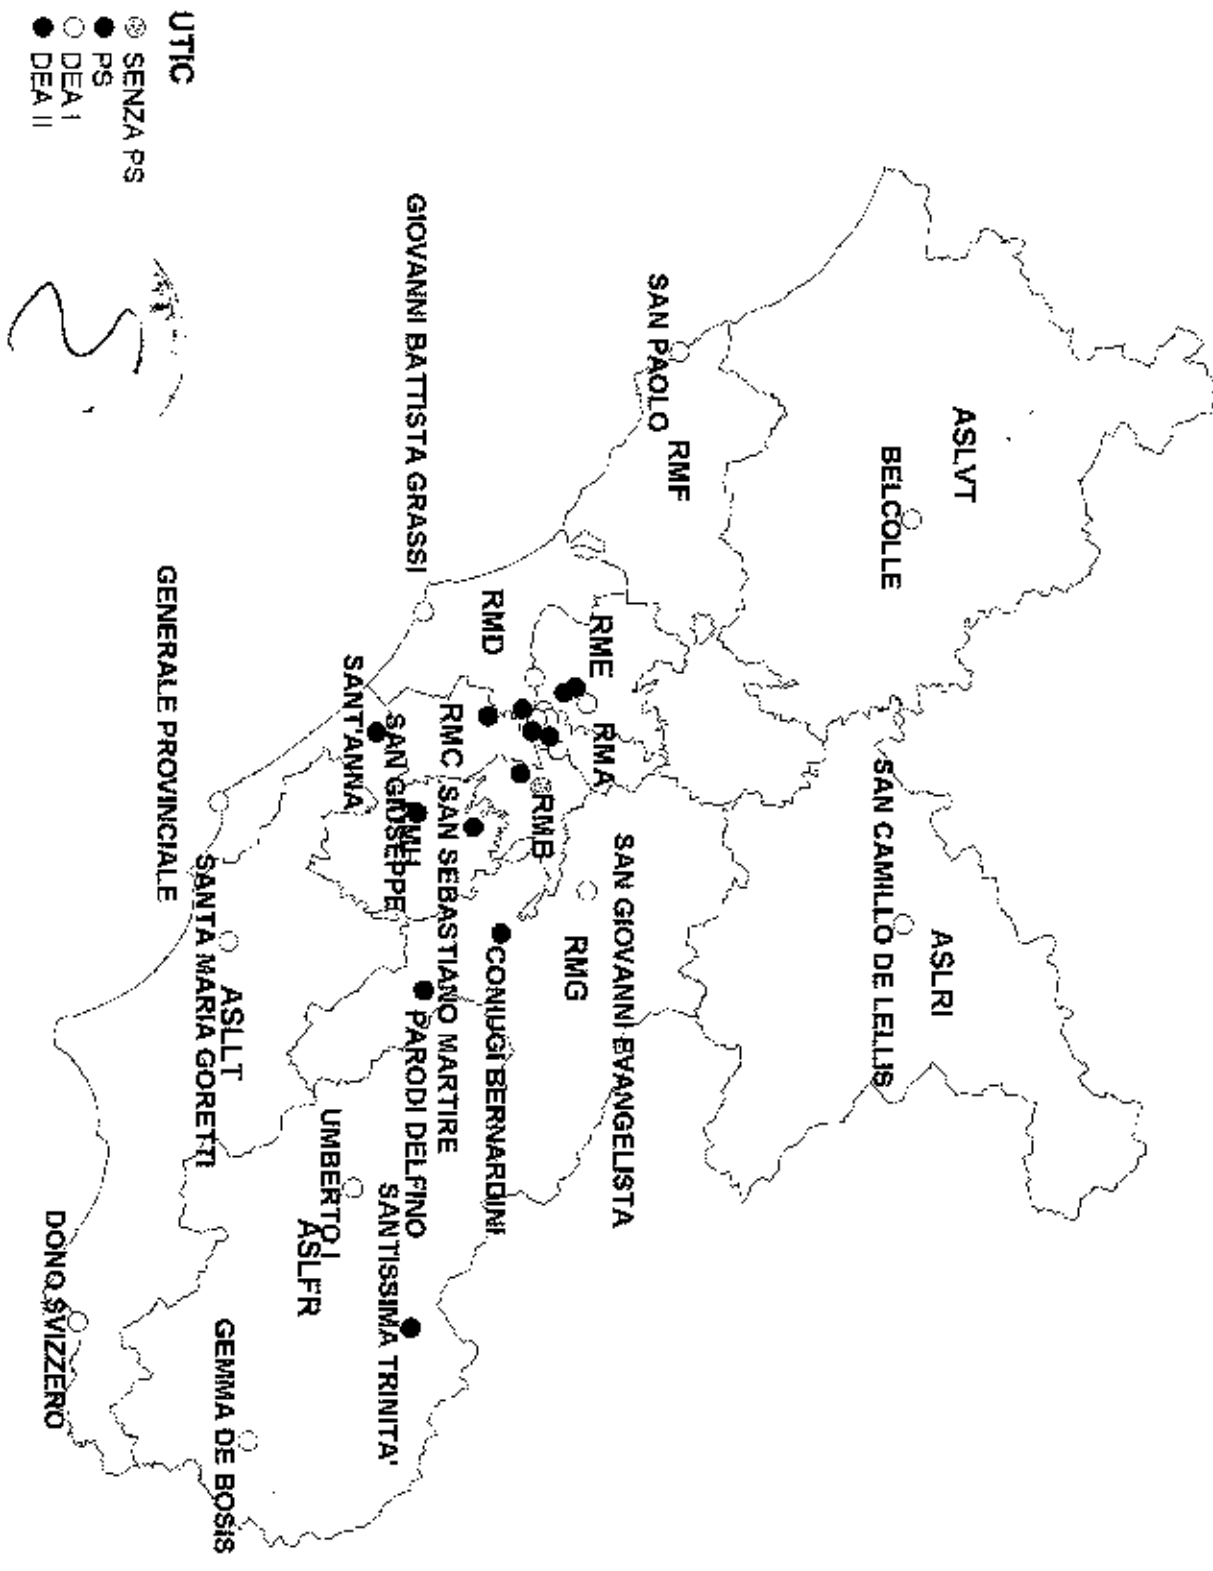 UTIC
SENZA PS
PS
DEA I
DEA II
ASLVT
BELCOLLE
SAN PAOLO
RMF
SAN CAMILLO DE LELLIS
ASLRI
RME
RMA
SAN GIOVANNI EVANGELISTA
RMG
RMD
RMB
GIOVANNI BATTISTA GRASSI
RMC
SAN SEBASTIANO MARTIRE
CONIUGI BERNARDINI
PARODI DELFINO
SAN GIUSEPPE
RMH
SANT'ANNA
SANTISSIMA TRINITA'
UMBERTO I
ASLFR
GENERALE PROVINCIALE
SANTA MARIA GORETTI
ASLLT
GEMMA DE BOSIS
DONO SVIZZERO